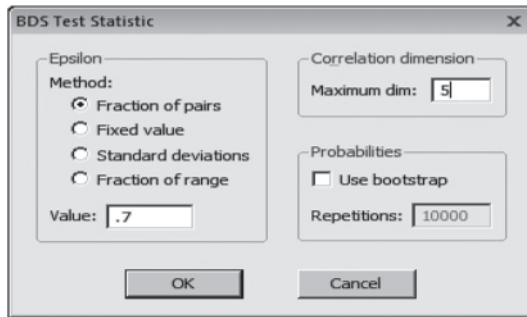 BDS Test Statistic
Epsilon
Method:
Fraction of pairs
Fixed value
Standard deviations
Fraction of range
Value: .7
Correlation dimension
Maximum dim: 5
Probabilities
Use bootstrap
Repetitions: 10000
OK
Cancel